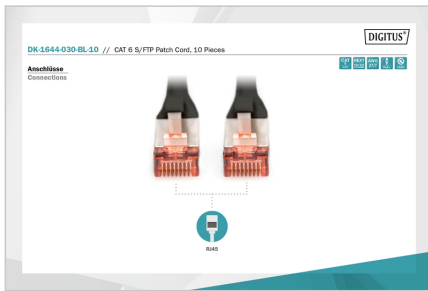 DIGITUS®
DK-1644-030-BL-10 // CAT 6 S/FTP Patch Cord, 10 Pieces
Anschlüsse
Connections
RJ45